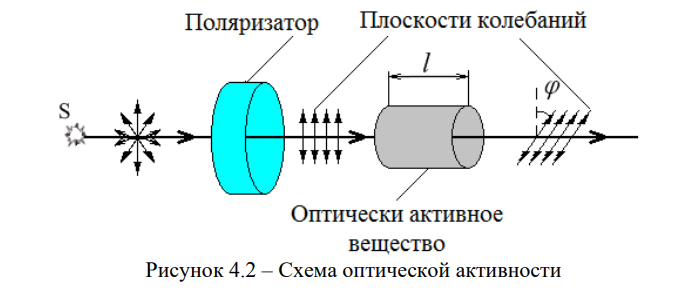 Поляризатор
Плоскости колебаний
S
l
φ
Оптически активное
вещество
Рисунок 4.2 – Схема оптической активности